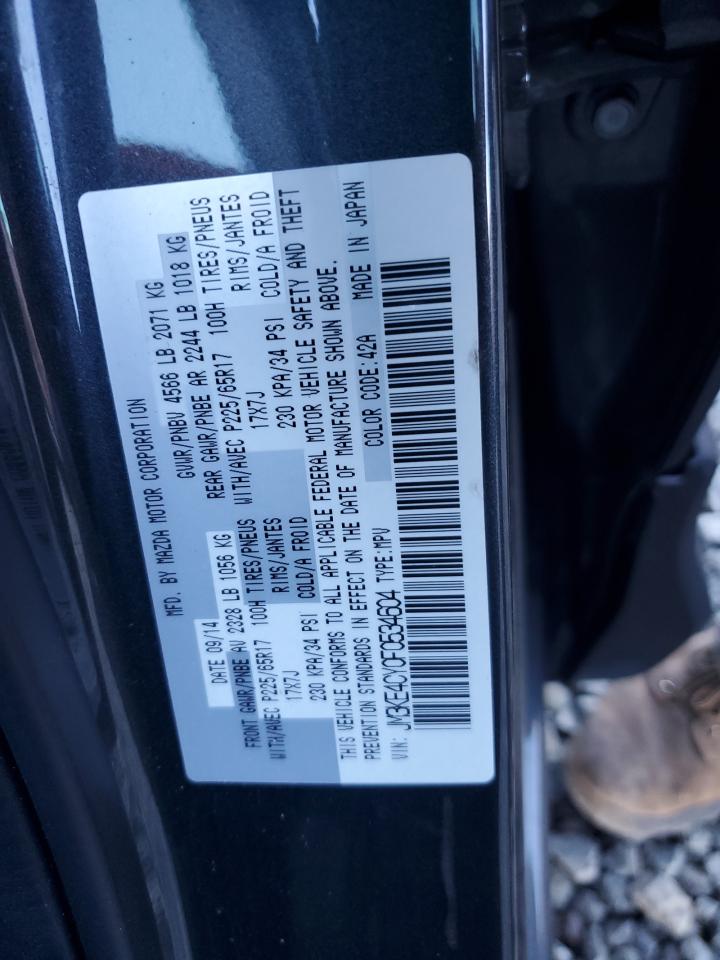 MFD. BY MAZDA MOTOR CORPORATION
DATE 09/14 GVWR/PNBV 4566 LB 2071 KG
FRONT GAWR/PNBE AV 2328 LB 1056 KG REAR GAWR/PNBE AR 2244 LB 1018 KG
WITH/AVEC P225/65R17 100H TIRES/PNEUS WITH/AVEC P225/65R17 100H TIRES/PNEUS
17X7J RIMS/JANTES 17X7J RIMS/JANTES
230 KPA/34 PSI COLD/A FROID 230 KPA/34 PSI COLD/A FROID
THIS VEHICLE CONFORMS TO ALL APPLICABLE FEDERAL MOTOR VEHICLE SAFETY AND THEFT
PREVENTION STANDARDS IN EFFECT ON THE DATE OF MANUFACTURE SHOWN ABOVE.
COLOR CODE:42A MADE IN JAPAN
VIN: JM3KE4CY0F0534604 TYPE:MPV